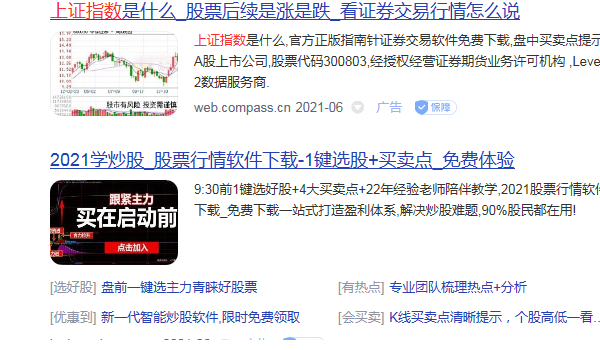 上证指数是什么_股票后续是涨是跌_看证券交易行情怎么说
上证指数是什么,官方正版指南针证券交易软件免费下载,盘中买卖点提示
A股上市公司,股票代码300803,经授权经营证券期货业务许可机构 ,Leve
2数据服务商.
股市有风险 投资需谨慎
web.compass.cn 2021-06 广告 保障
2021学炒股_股票行情软件下载-1键选股+买卖点_免费体验
跟紧主力
买在启动前
点击加入
9:30前1键选好股+4大买卖点+22年经验老师陪伴教学,2021股票行情软件
下载_免费下载一站式打造盈利体系,解决炒股难题,90%股民都在用!
[选好股] 盘前一键选主力青睐好股票
[有热点] 专业团队梳理热点+分析
[优惠到] 新一代智能炒股软件,限时免费领取
[会买卖] K线买卖点清晰提示，个股高低一看...